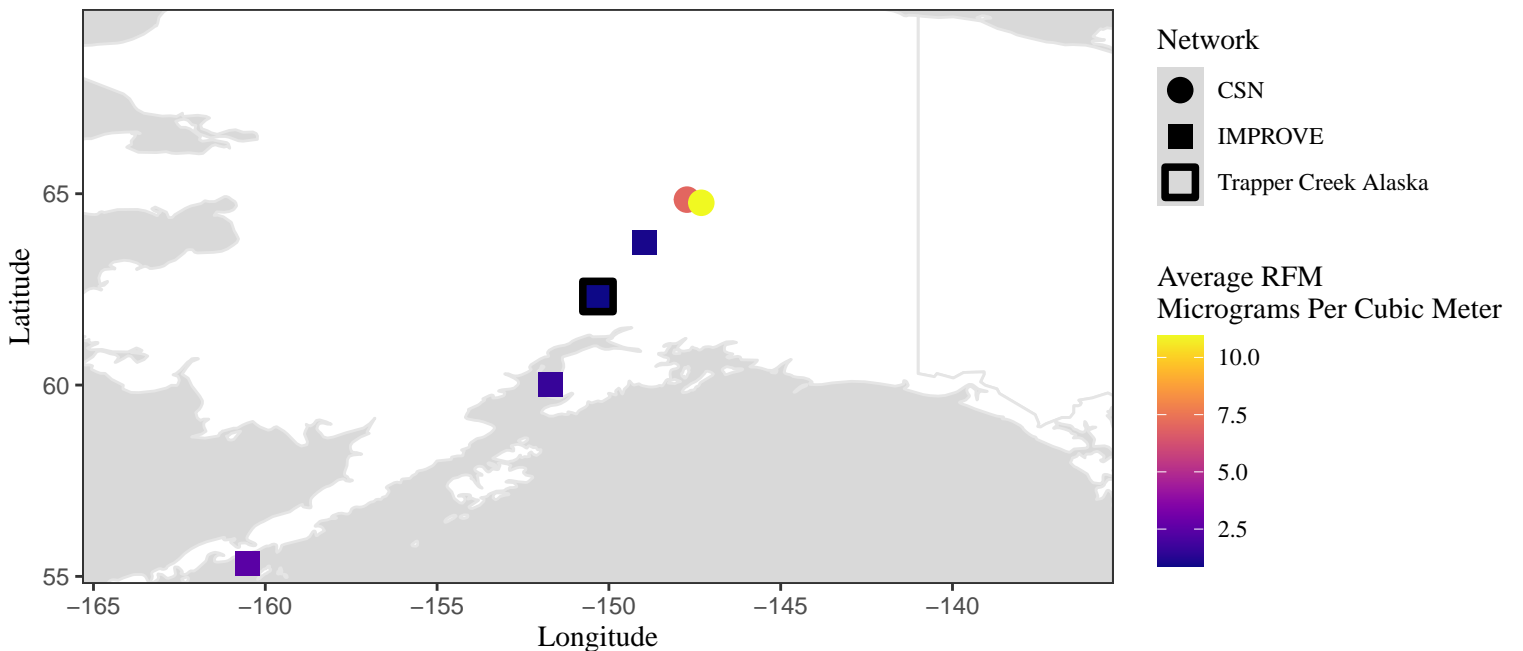 Latitude
65
60
55
−165
−160
−155
−150
−145
−140
Longitude
Network
CSN
IMPROVE
Trapper Creek Alaska
Average RFM
Micrograms Per Cubic Meter
10.0
7.5
5.0
2.5